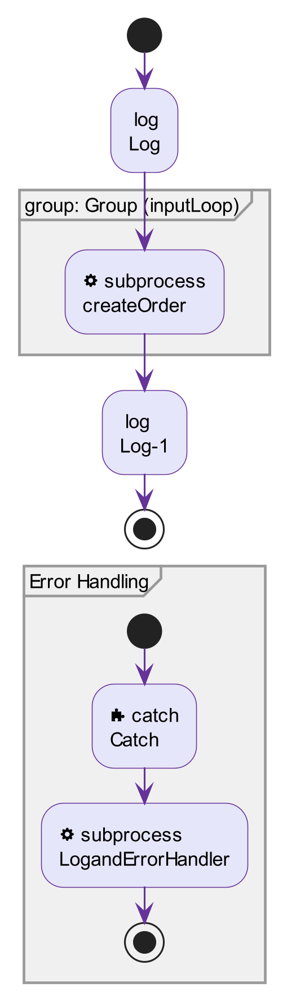 log
Log
group: Group (inputLoop)
subprocess
createOrder
log
Log-1
Error Handling
catch
Catch
subprocess
LogandErrorHandler